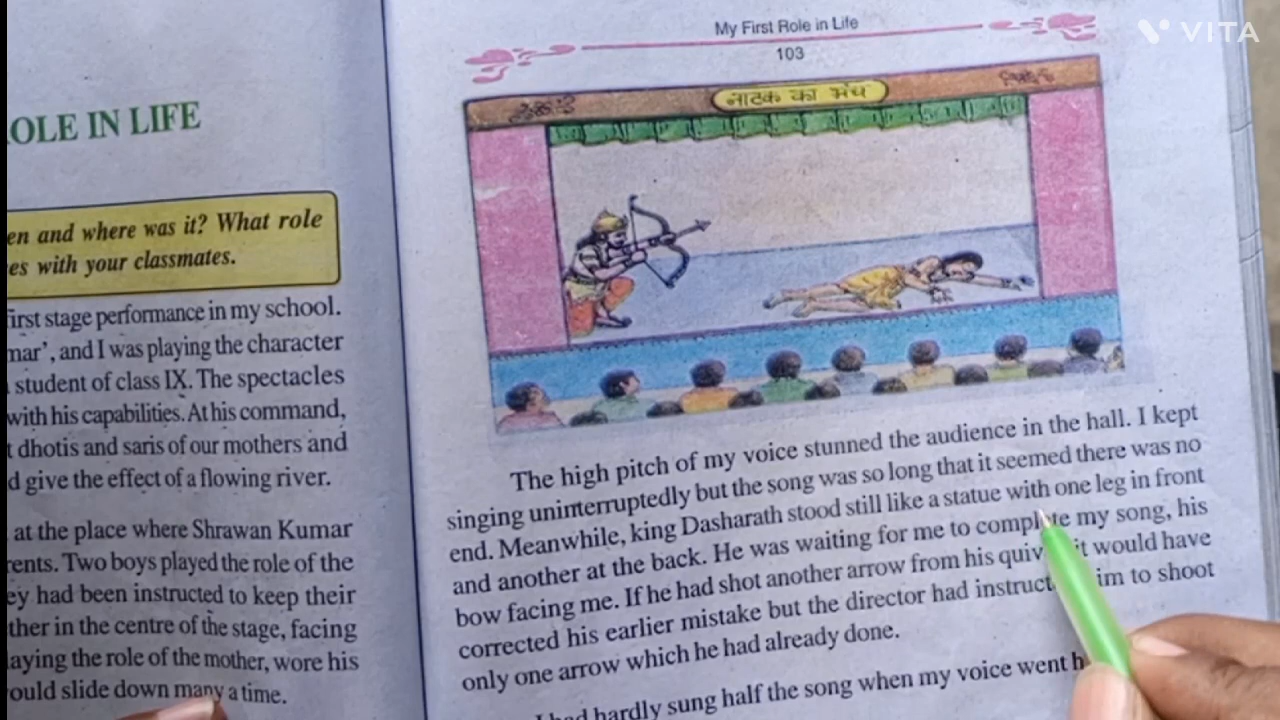 OLE IN LIFE
en and where was it? What role
es with your classmates.
first stage performance in my school.
mar', and I was playing the character
student of class IX. The spectacles
with his capabilities. At his command,
t dhotis and saris of our mothers and
d give the effect of a flowing river.
at the place where Shrawan Kumar
rents. Two boys played the role of the
ey had been instructed to keep their
ther in the centre of the stage, facing
aying the role of the mother, wore his
ould slide down many a time.
My First Role in Life
103
नाटक का मंच
The high pitch of my voice stunned the audience in the hall. I kept
singing uninterruptedly but the song was so long that it seemed there was no
end. Meanwhile, king Dasharath stood still like a statue with one leg in front
and another at the back. He was waiting for me to complete my song, his
bow facing me. If he had shot another arrow from his quiv it would have
corrected his earlier mistake but the director had instruct im to shoot
only one arrow which he had already done.
I had hardly sung half the song when my voice went h
VITA